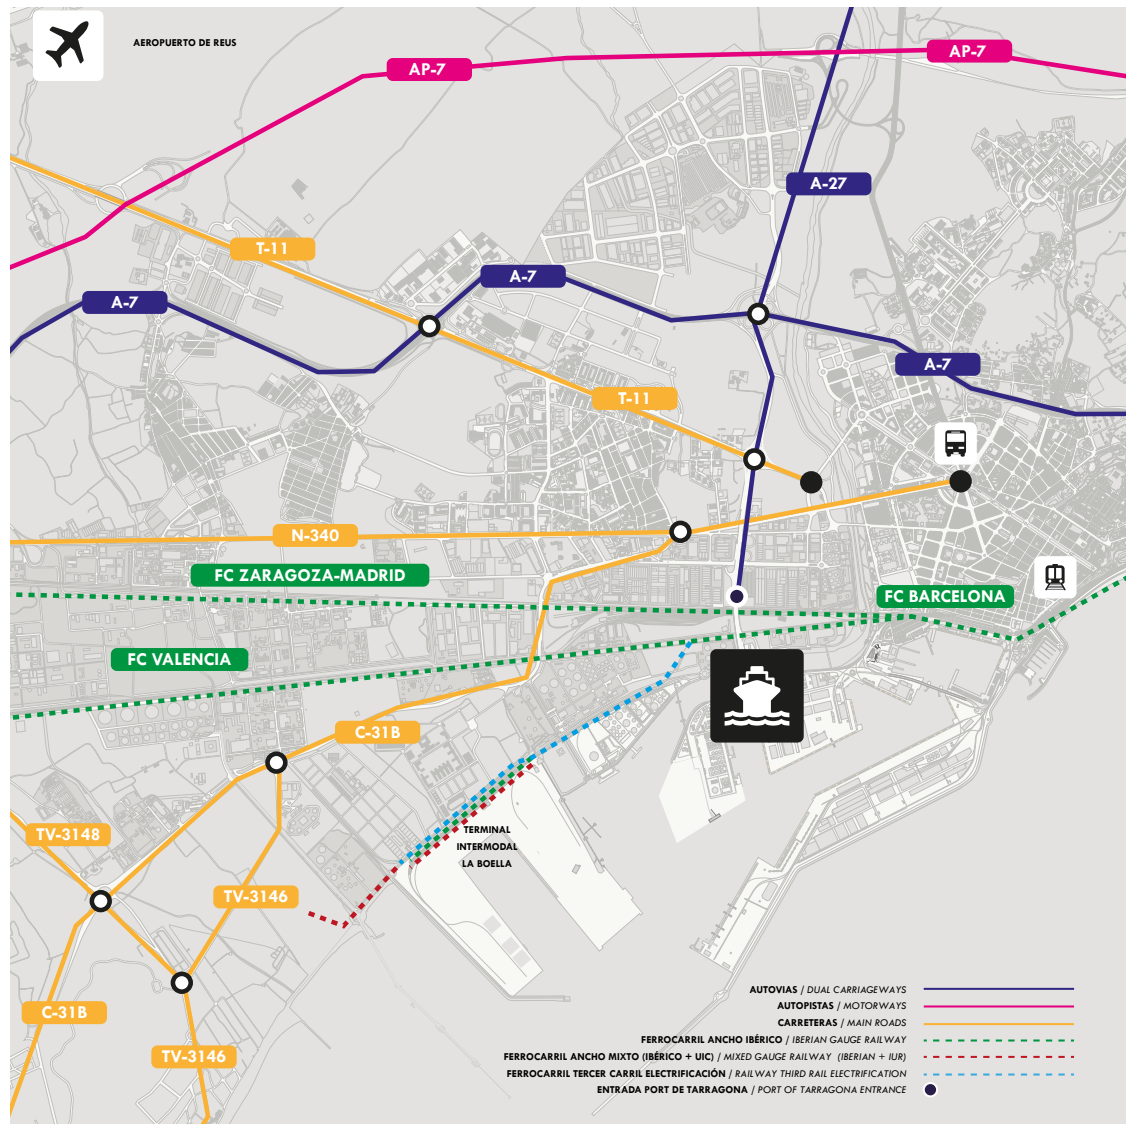 AEROPUERTO DE REUS
AP-7
AP-7
A-27
T-11
A-7
A-7
A-7
T-11
N-340
FC ZARAGOZA-MADRID
FC BARCELONA
FC VALENCIA
C-31B
TV-3148
TERMINAL
INTERMODAL
LA BOELLA
TV-3146
C-31B
TV-3146
AUTOVIAS / DUAL CARRIAGEWAYS
AUTOPISTAS / MOTORWAYS
CARRETERAS / MAIN ROADS
FERROCARRIL ANCHO IBÉRICO / IBERIAN GAUGE RAILWAY
FERROCARRIL ANCHO MIXTO (IBÉRICO + UIC) / MIXED GAUGE RAILWAY (IBERIAN + IUR)
FERROCARRIL TERCER CARRIL ELECTRIFICACIÓN / RAILWAY THIRD RAIL ELECTRIFICATION
ENTRADA PORT DE TARRAGONA / PORT OF TARRAGONA ENTRANCE